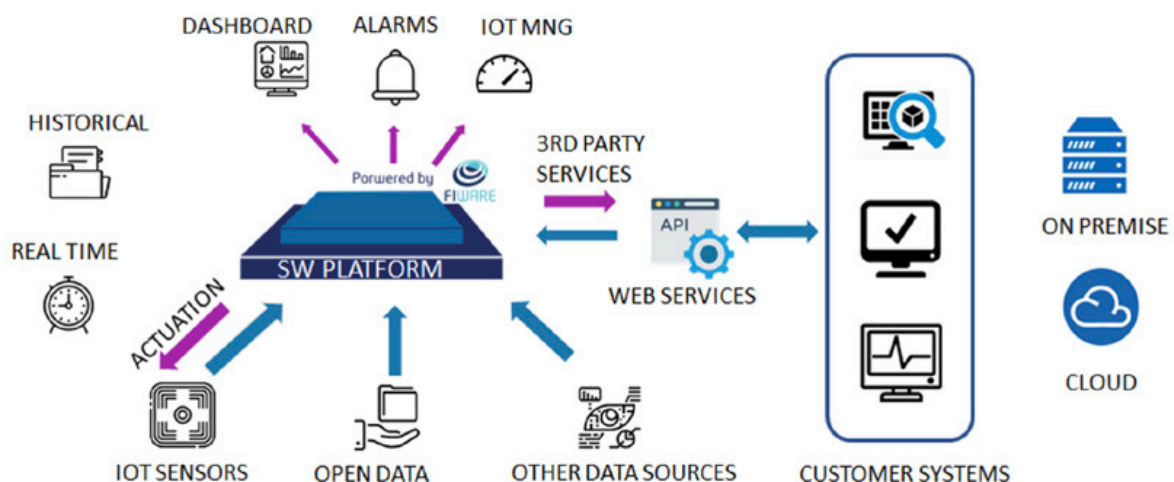 DASHBOARD
ALARMS
IOT MNG
HISTORICAL
REAL TIME
Porwered by
FIWARE
SW PLATFORM
3RD PARTY
SERVICES
API
WEB SERVICES
ON PREMISE
CLOUD
ACTUATION
IOT SENSORS
OPEN DATA
OTHER DATA SOURCES
CUSTOMER SYSTEMS